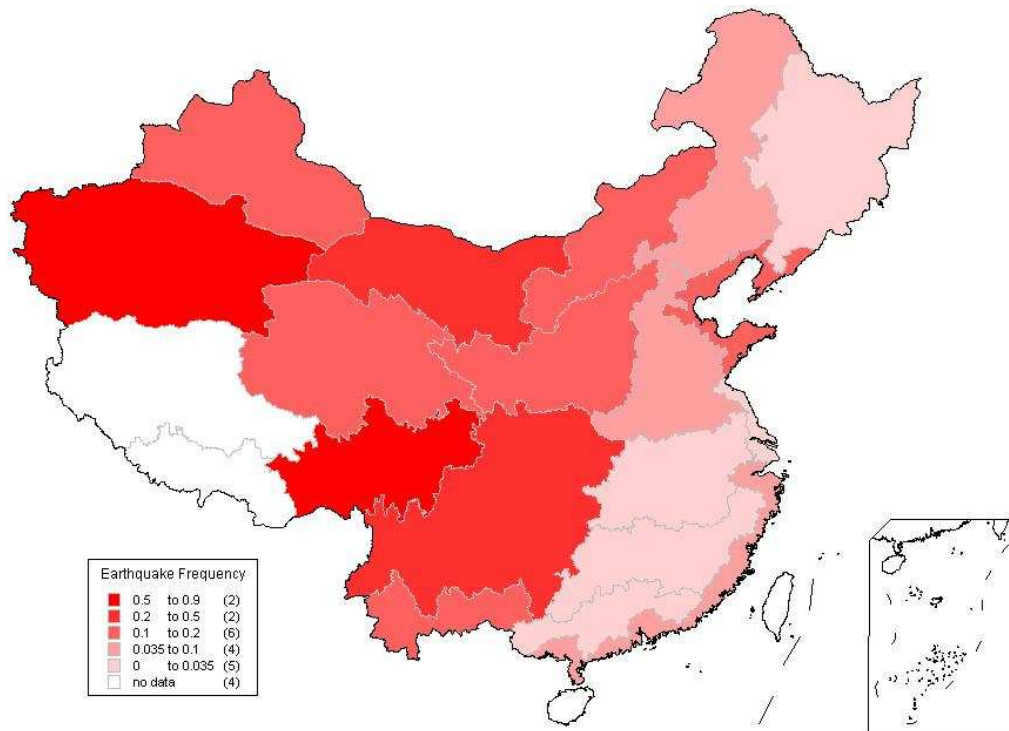 Earthquake Frequency
0.5 to 0.9 (2)
0.2 to 0.5 (2)
0.1 to 0.2 (6)
0.035 to 0.1 (4)
0 to 0.035 (5)
no data (4)